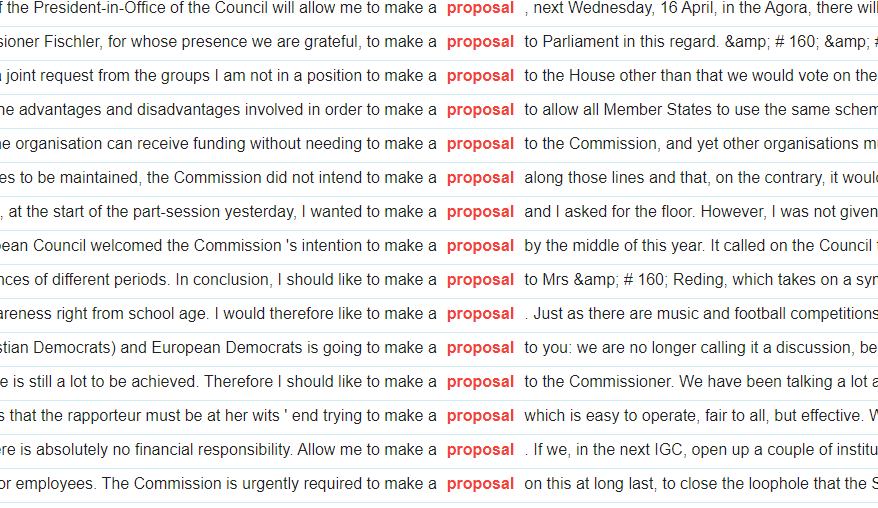 f the President-in-Office of the Council will allow me to make a proposal , next Wednesday, 16 April, in the Agora, there will
sioner Fischler, for whose presence we are grateful, to make a proposal to Parliament in this regard. &amp; # 160; &amp; #
joint request from the groups I am not in a position to make a proposal to the House other than that we would vote on the
he advantages and disadvantages involved in order to make a proposal to allow all Member States to use the same schem
e organisation can receive funding without needing to make a proposal to the Commission, and yet other organisations m
es to be maintained, the Commission did not intend to make a proposal along those lines and that, on the contrary, it woul
, at the start of the part-session yesterday, I wanted to make a proposal and I asked for the floor. However, I was not given
ean Council welcomed the Commission 's intention to make a proposal by the middle of this year. It called on the Council
nces of different periods. In conclusion, I should like to make a proposal to Mrs &amp; # 160; Reding, which takes on a syn
areness right from school age. I would therefore like to make a proposal . Just as there are music and football competitions
stian Democrats) and European Democrats is going to make a proposal to you: we are no longer calling it a discussion, be
e is still a lot to be achieved. Therefore I should like to make a proposal to the Commissioner. We have been talking a lot a
s that the rapporteur must be at her wits ' end trying to make a proposal which is easy to operate, fair to all, but effective. W
re is absolutely no financial responsibility. Allow me to make a proposal . If we, in the next IGC, open up a couple of institu
or employees. The Commission is urgently required to make a proposal on this at long last, to close the loophole that the S